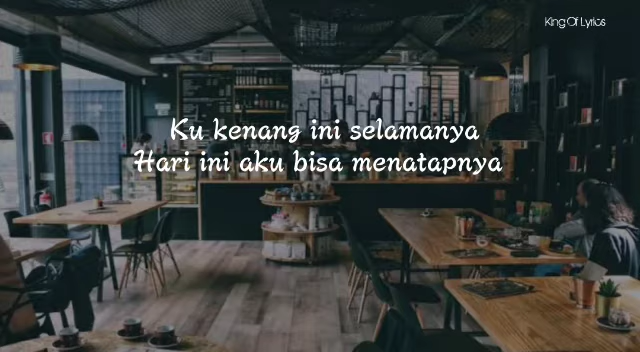 King Of Lyrics
Ku kenang ini selamanya
Hari ini aku bisa menatapnya